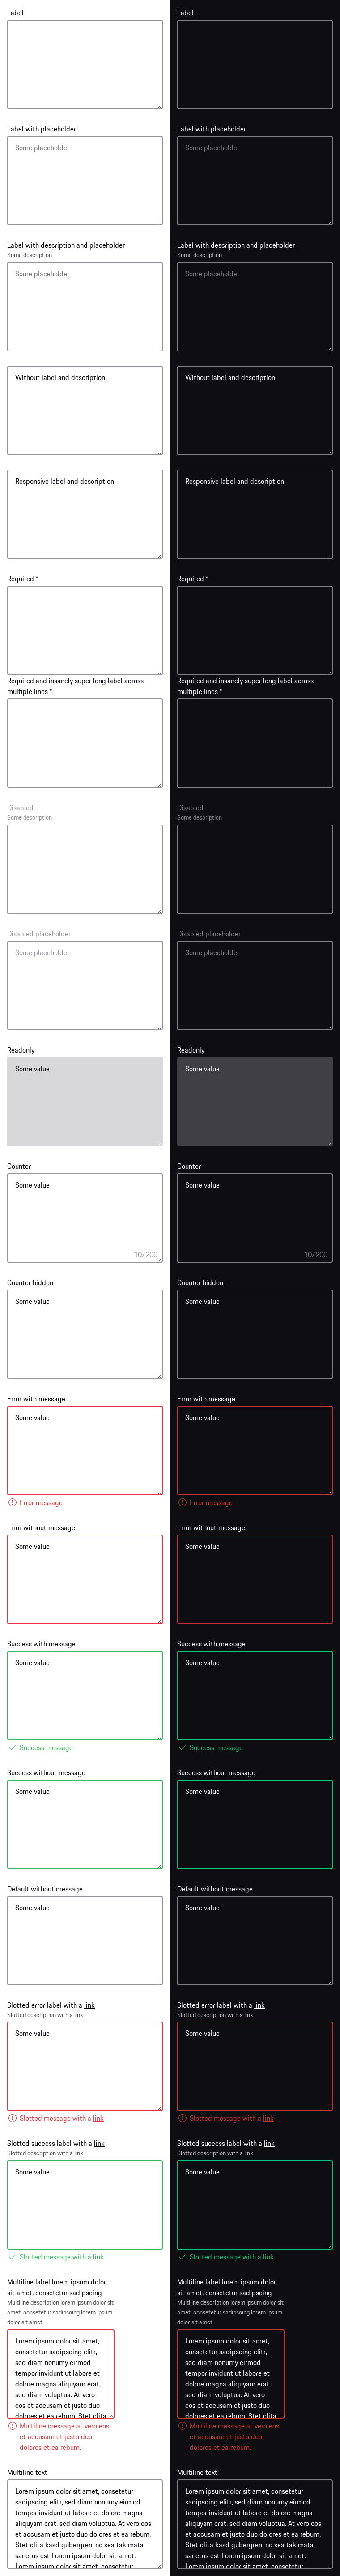 Label
Label
Label with placeholder
Some placeholder
Label with placeholder
Some placeholder
Label with description and placeholder
Some description
Some placeholder
Label with description and placeholder
Some description
Some placeholder
Without label and description
Without label and description
Responsive label and description
Responsive label and description
Required *
Required *
Required and insanely super long label across
multiple lines *
Required and insanely super long label across
multiple lines *
Disabled
Some description
Disabled
Some description
Disabled placeholder
Some placeholder
Disabled placeholder
Some placeholder
Readonly
Some value
Readonly
Some value
Counter
Some value
10/200
Counter
Some value
10/200
Counter hidden
Some value
Counter hidden
Some value
Error with message
Some value
Error message
Error with message
Some value
Error message
Error without message
Some value
Error without message
Some value
Success with message
Some value
Success message
Success with message
Some value
Success message
Success without message
Some value
Success without message
Some value
Default without message
Some value
Default without message
Some value
Slotted error label with a link
Slotted description with a link
Some value
Slotted message with a link
Slotted error label with a link
Slotted description with a link
Some value
Slotted message with a link
Slotted success label with a link
Slotted description with a link
Some value
Slotted message with a link
Slotted success label with a link
Slotted description with a link
Some value
Slotted message with a link
Multiline label lorem ipsum dolor
sit amet, consetetur sadipscing
Multiline description lorem ipsum dolor sit
amet, consetetur sadipscing lorem ipsum
dolor sit amet
Lorem ipsum dolor sit amet,
consetetur sadipscing elitr,
sed diam nonumy eirmod
tempor invidunt ut labore et
dolore magna aliquyam erat,
sed diam voluptua. At vero
eos et accusam et justo duo
dolores et ea rebum. Stet clita
Multiline message at vero eos
et accusam et justo duo
dolores et ea rebum.
Multiline label lorem ipsum dolor
sit amet, consetetur sadipscing
Multiline description lorem ipsum dolor sit
amet, consetetur sadipscing lorem ipsum
dolor sit amet
Lorem ipsum dolor sit amet,
consetetur sadipscing elitr,
sed diam nonumy eirmod
tempor invidunt ut labore et
dolore magna aliquyam erat,
sed diam voluptua. At vero
eos et accusam et justo duo
dolores et ea rebum. Stet clita
Multiline message at vero eos
et accusam et justo duo
dolores et ea rebum.
Multiline text
Lorem ipsum dolor sit amet, consetetur
sadipscing elitr, sed diam nonumy eirmod
tempor invidunt ut labore et dolore magna
aliquyam erat, sed diam voluptua. At vero eos
et accusam et justo duo dolores et ea rebum.
Stet clita kasd gubergren, no sea takimata
sanctus est Lorem ipsum dolor sit amet.
Lorem ipsum dolor sit amet, consetetur
Multiline text
Lorem ipsum dolor sit amet, consetetur
sadipscing elitr, sed diam nonumy eirmod
tempor invidunt ut labore et dolore magna
aliquyam erat, sed diam voluptua. At vero eos
et accusam et justo duo dolores et ea rebum.
Stet clita kasd gubergren, no sea takimata
sanctus est Lorem ipsum dolor sit amet.
Lorem ipsum dolor sit amet, consetetur